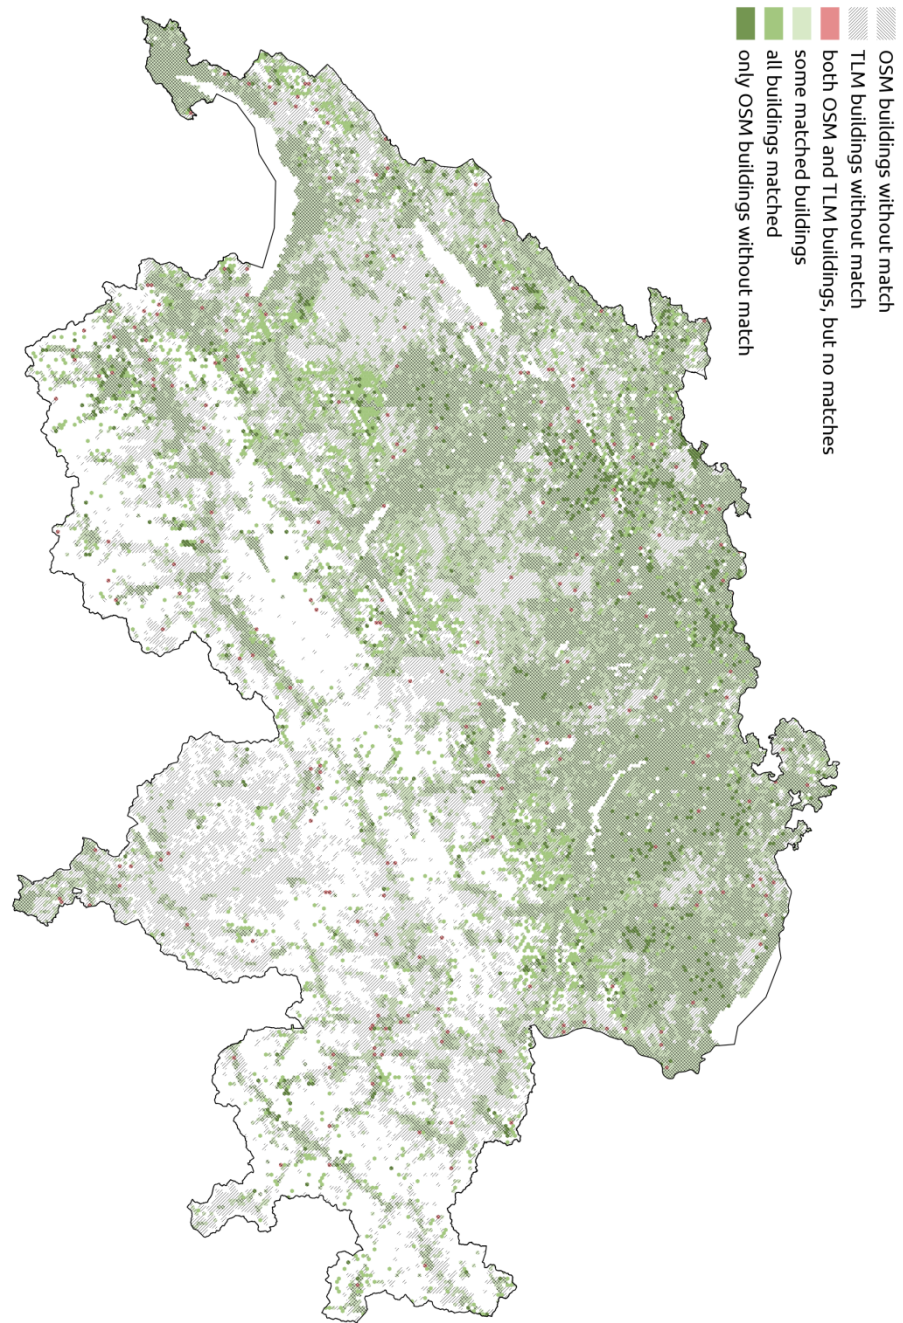 OSM buildings without match
TLM buildings without match
both OSM and TLM buildings, but no matches
some matched buildings
all buildings matched
only OSM buildings without match